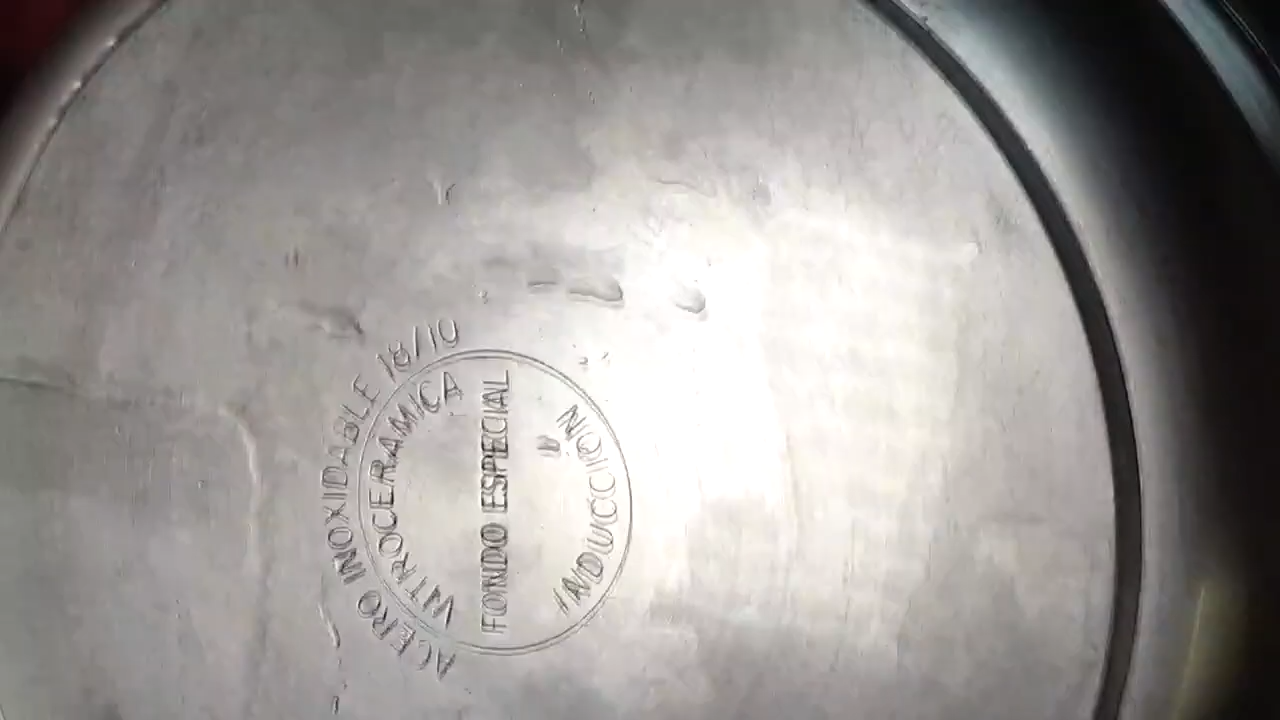 ACERO INOXIDABLE 18/10
VITROCERAMICA
FONDO ESPECIAL
INDUCCION